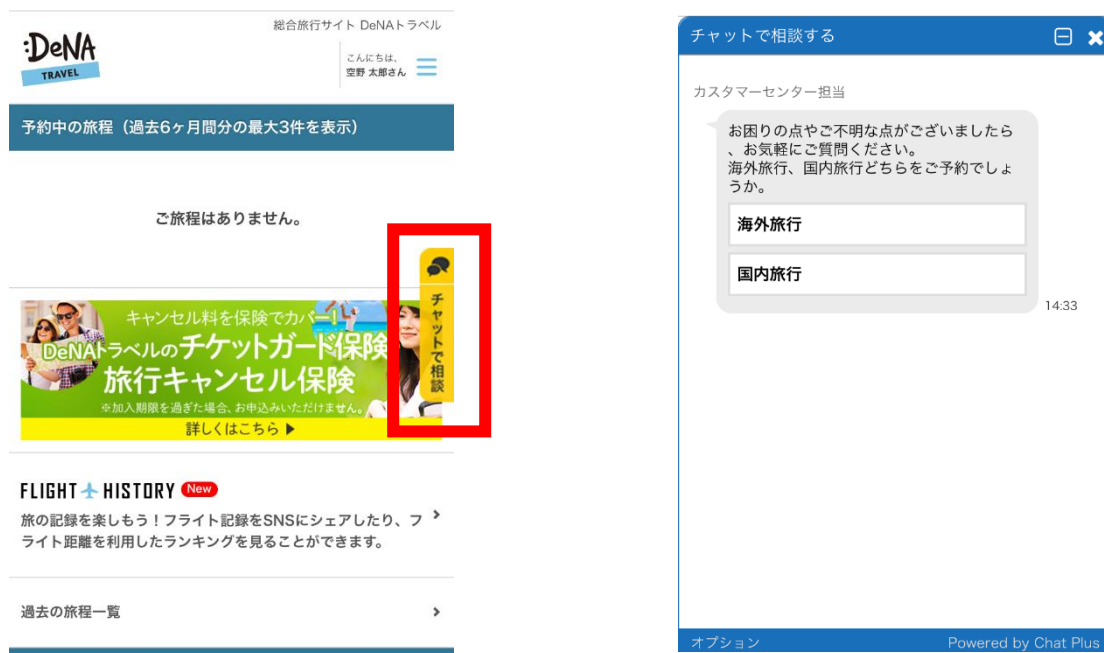 総合旅行サイト DeNAトラベル
:DeNA
TRAVEL
こんにちは、
空野 太郎さん
予約中の旅程（過去6ヶ月間分の最大3件を表示）
ご旅程はありません。
チャットで相談
キャンセル料を保険でカバー！
DeNAトラベルのチケットガード保険
旅行キャンセル保険
※加入期限を過ぎた場合、お申込みいただけません。
詳しくはこちら ▶
FLIGHT HISTORY New
旅の記録を楽しもう！フライト記録をSNSにシェアしたり、フ
ライト距離を利用したランキングを見ることができます。
過去の旅程一覧
チャットで相談する
カスタマーセンター担当
お困りの点やご不明な点がございましたら
、お気軽にご質問ください。
海外旅行、国内旅行どちらをご予約でしょ
うか。
海外旅行
国内旅行
14:33
オプション
Powered by Chat Plus